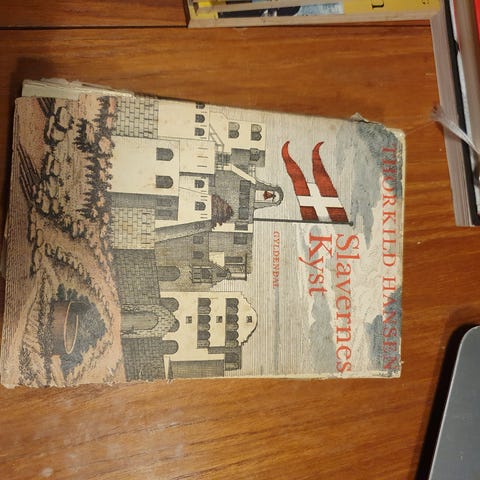 THORKILD HANSEN
Slavernes
Kyst
GYLDENDAL